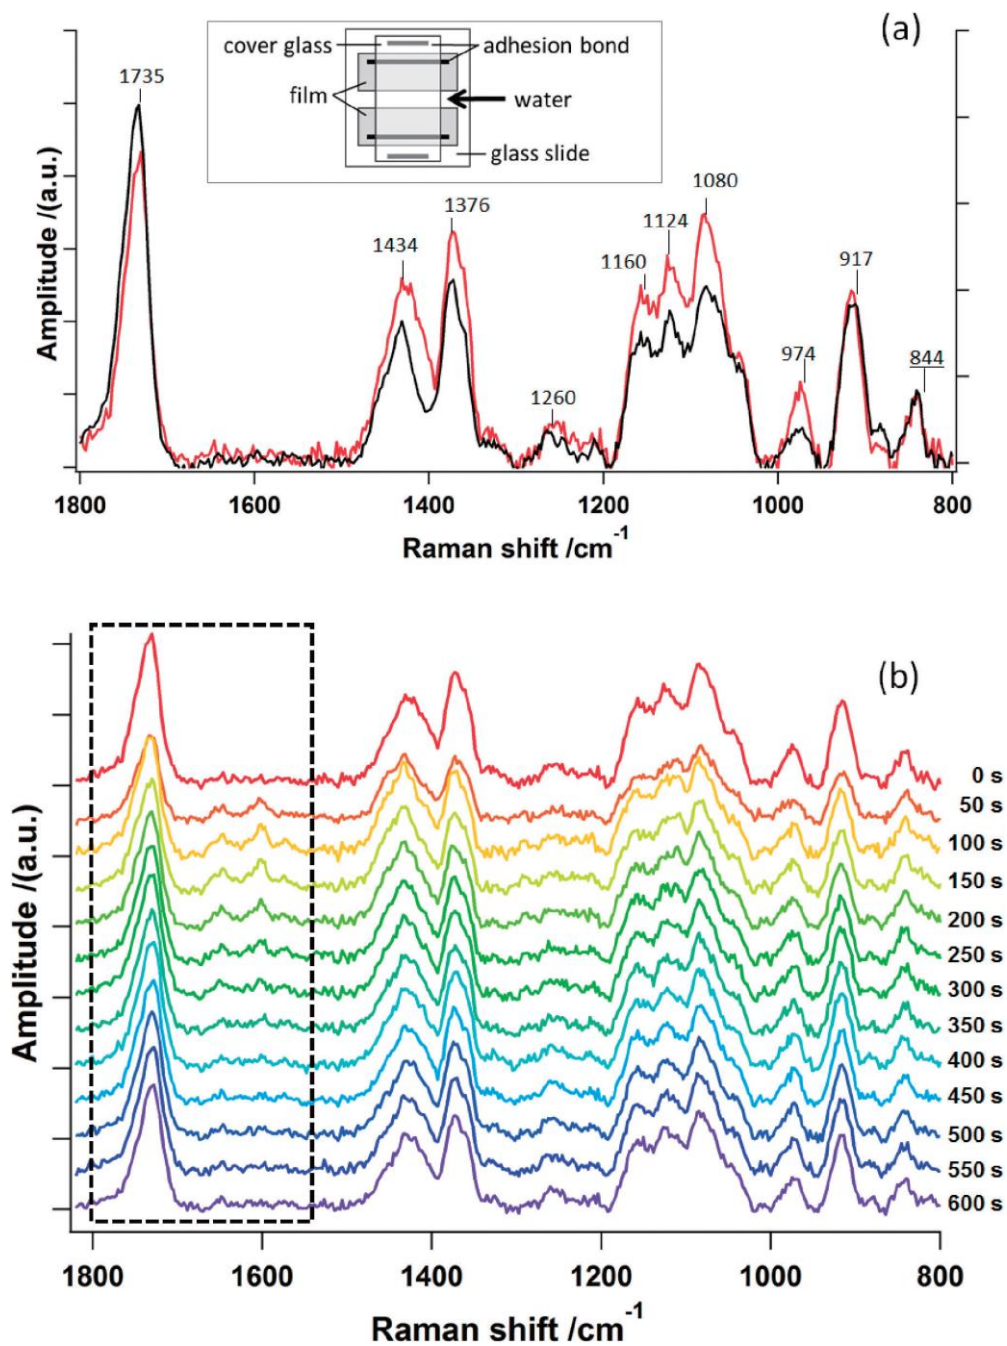 (a)
cover glass
adhesion bond
film
water
glass slide
1735
1434
1376
1260
1160
1124
1080
974
917
844
Amplitude /(a.u.)
1800
1600
1400
1200
1000
800
Raman shift /cm⁻¹
(b)
0 s
50 s
100 s
150 s
200 s
250 s
300 s
350 s
400 s
450 s
500 s
550 s
600 s
Amplitude /(a.u.)
1800
1600
1400
1200
1000
800
Raman shift /cm⁻¹